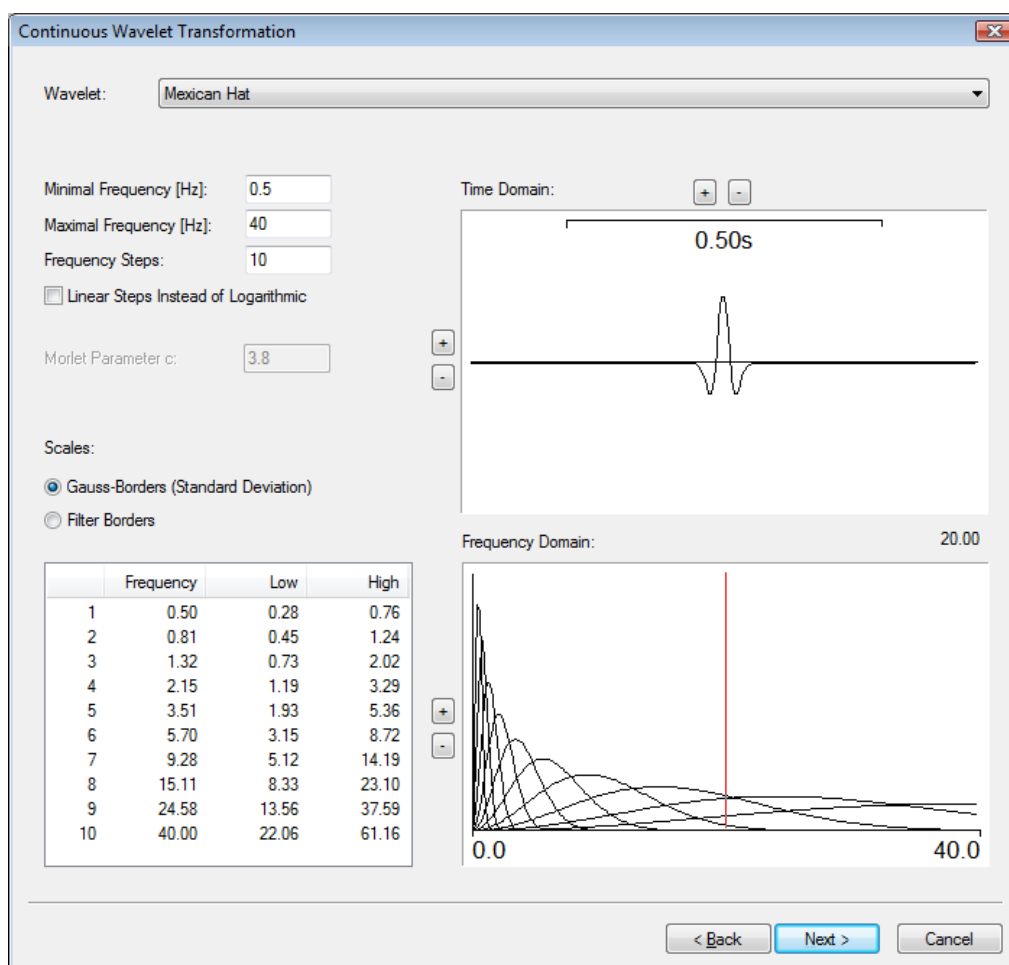 Continuous Wavelet Transformation
Wavelet: Mexican Hat
Minimal Frequency [Hz]: 0.5
Maximal Frequency [Hz]: 40
Frequency Steps: 10
Linear Steps Instead of Logarithmic
Morlet Parameter c: 3.8
Time Domain: + -
0.50s
+
-
Scales:
Gauss-Borders (Standard Deviation)
Filter Borders
Frequency Low High
1 0.50 0.28 0.76
2 0.81 0.45 1.24
3 1.32 0.73 2.02
4 2.15 1.19 3.29
5 3.51 1.93 5.36
6 5.70 3.15 8.72
7 9.28 5.12 14.19
8 15.11 8.33 23.10
9 24.58 13.56 37.59
10 40.00 22.06 61.16
Frequency Domain: 20.00
+
-
0.0 40.0
< Back Next > Cancel